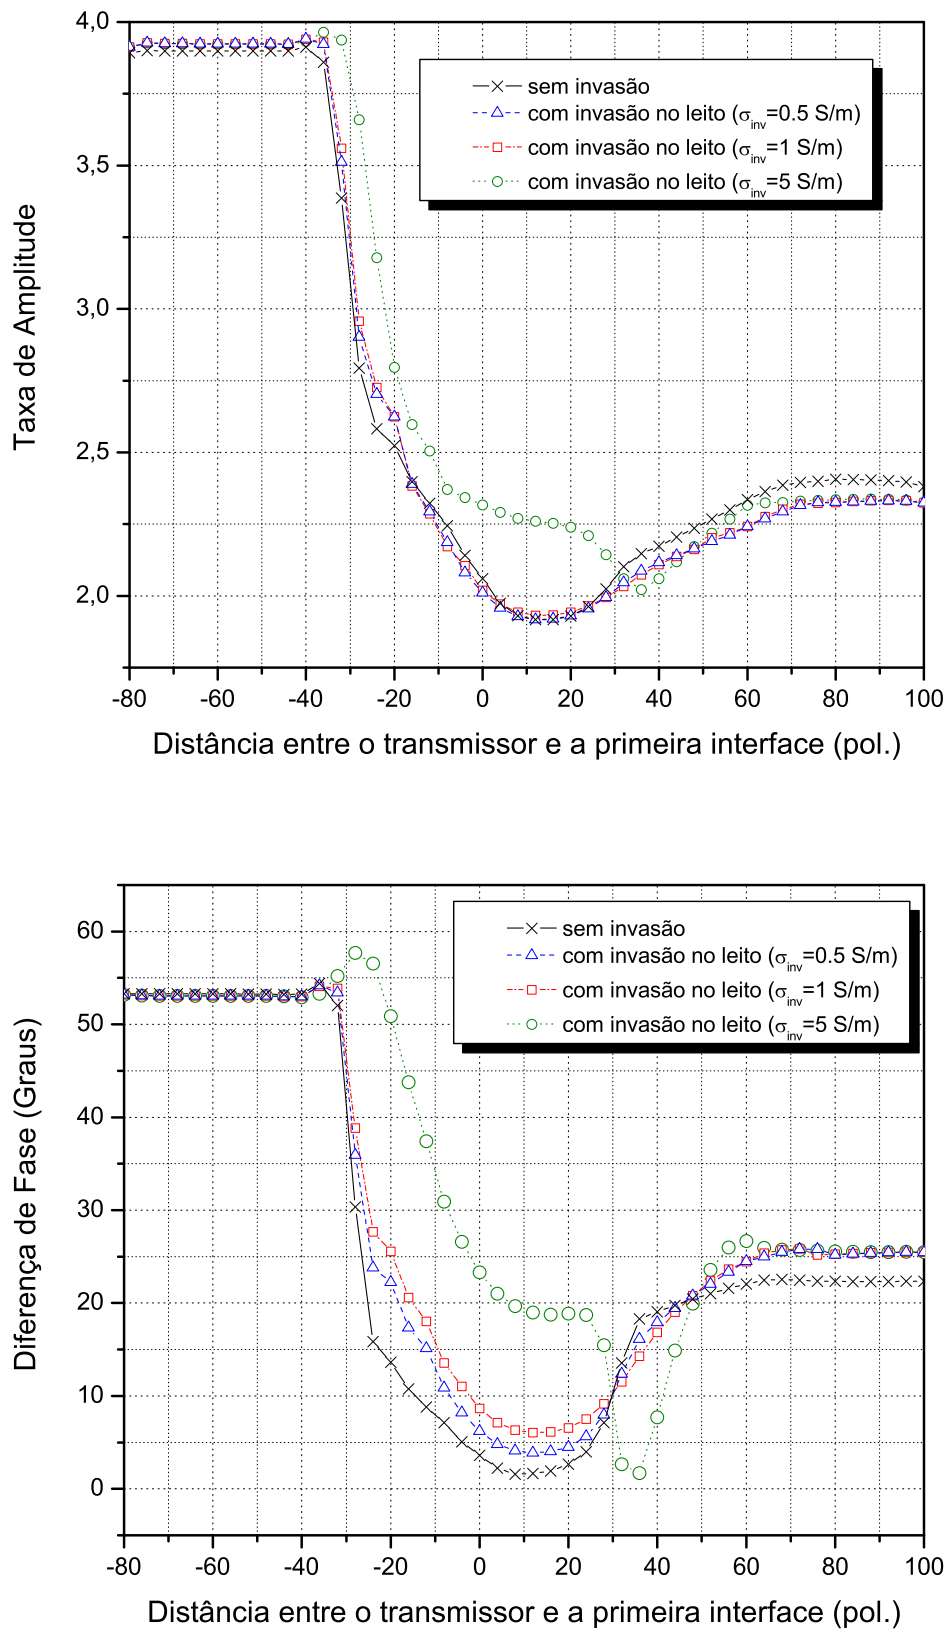 4,0
3,5
3,0
2,5
2,0
Taxa de Amplitude
sem invasão
com invasão no leito (σinv=0.5 S/m)
com invasão no leito (σinv=1 S/m)
com invasão no leito (σinv=5 S/m)
-80 -60 -40 -20 0 20 40 60 80 100
Distância entre o transmissor e a primeira interface (pol.)
60
50
40
30
20
10
0
Diferença de Fase (Graus)
sem invasão
com invasão no leito (σinv=0.5 S/m)
com invasão no leito (σinv=1 S/m)
com invasão no leito (σinv=5 S/m)
-80 -60 -40 -20 0 20 40 60 80 100
Distância entre o transmissor e a primeira interface (pol.)